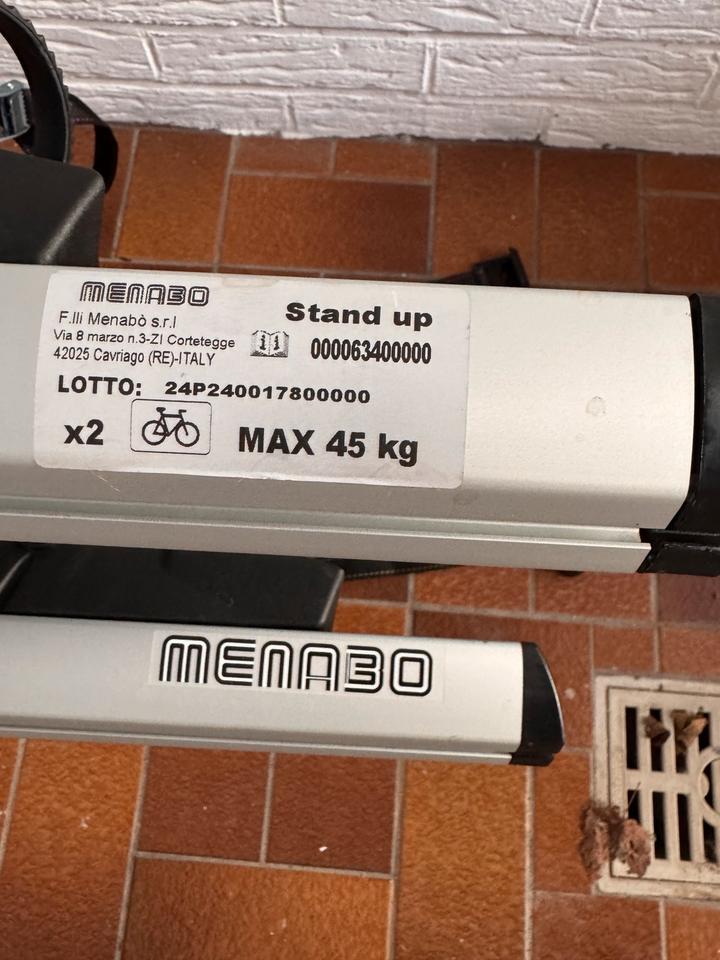 MENABO
F.lli Menabò s.r.l
Via 8 marzo n.3-ZI Cortetegge
42025 Cavriago (RE)-ITALY
Stand up
000063400000
LOTTO: 24P240017800000
x2
MAX 45 kg
MENABO